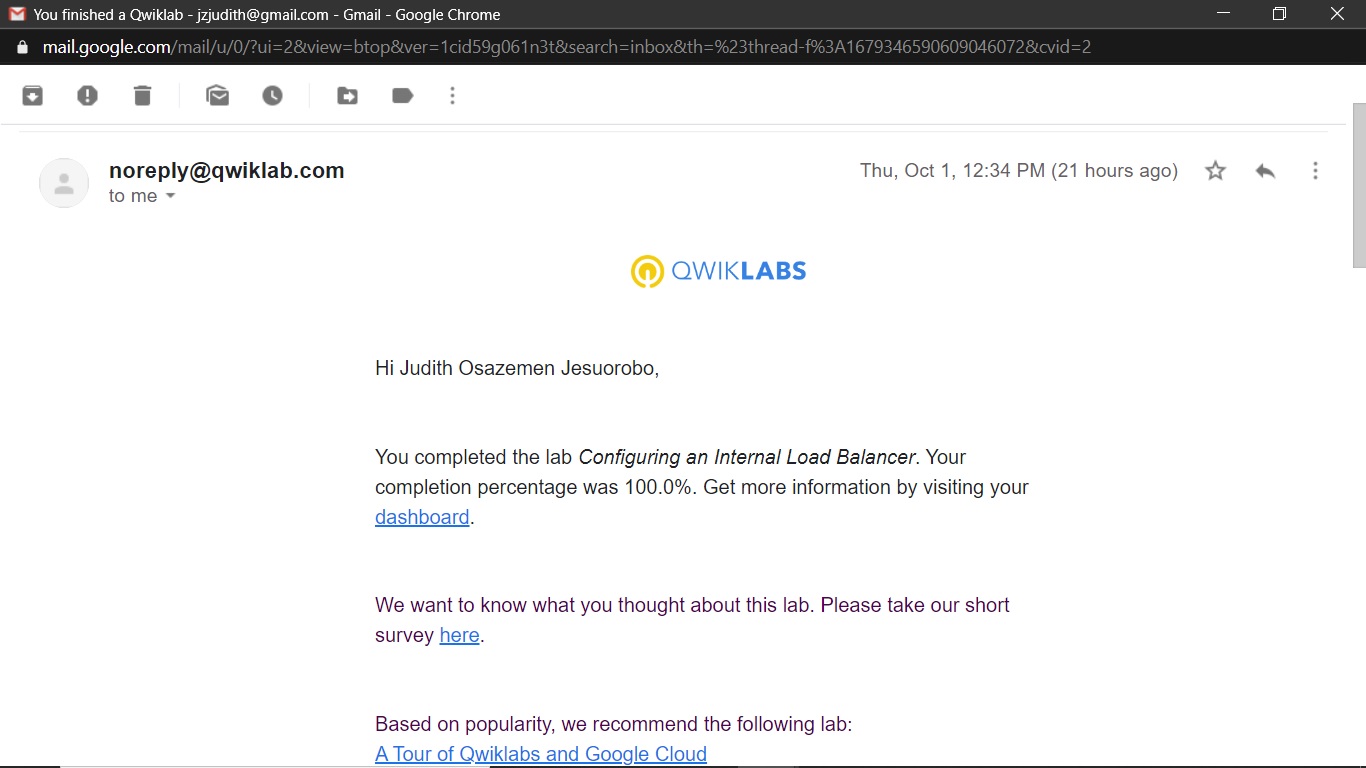 You finished a Qwiklab - jzjudith@gmail.com - Gmail - Google Chrome
mail.google.com/mail/u/0/?ui=2&view=btop&ver=1cid59g061n3t&search=inbox&th=%23thread-f%3A1679346590609046072&cvid=2
noreply@qwiklab.com
Thu, Oct 1, 12:34 PM (21 hours ago)
to me
QWIKLABS
Hi Judith Osazemen Jesuorobo,
You completed the lab Configuring an Internal Load Balancer. Your
completion percentage was 100.0%. Get more information by visiting your
dashboard.
We want to know what you thought about this lab. Please take our short
survey here.
Based on popularity, we recommend the following lab:
A Tour of Qwiklabs and Google Cloud